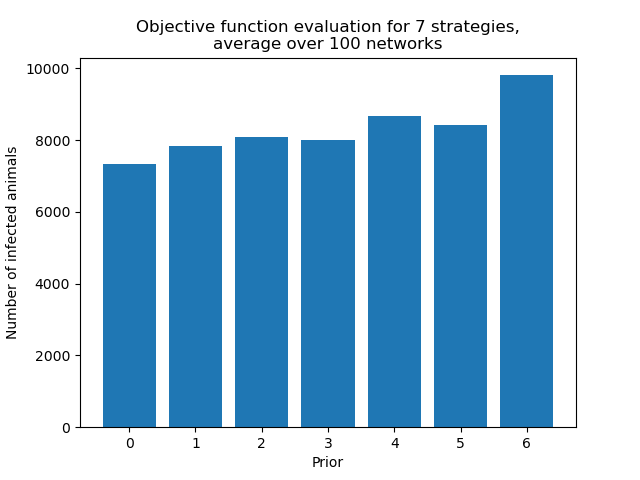 Objective function evaluation for 7 strategies,
average over 100 networks
Number of infected animals
10000
8000
6000
4000
2000
0
0 1 2 3 4 5 6
Prior